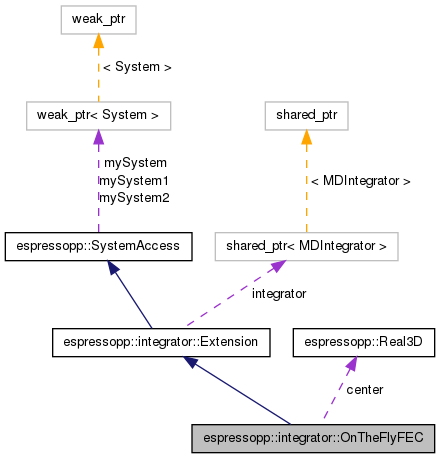 weak_ptr
< System >
weak_ptr< System >
shared_ptr
mySystem
mySystem1
mySystem2
< MDIntegrator >
espressopp::SystemAccess
shared_ptr< MDIntegrator >
integrator
espressopp::integrator::Extension
espressopp::Real3D
center
espressopp::integrator::OnTheFlyFEC